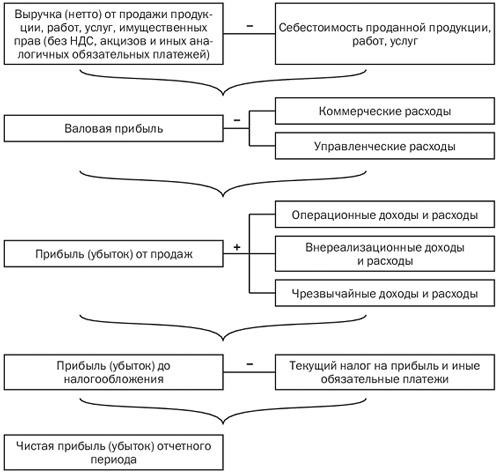 Выручка (нетто) от продажи продук-
ции, работ, услуг, имущественных
прав (без НДС, акцизов и иных ана-
логичных обязательных платежей)
–
Себестоимость проданной продукции,
работ, услуг
Валовая прибыль
–
Коммерческие расходы
Управленческие расходы
Прибыль (убыток) от продаж
+
Операционные доходы и расходы
Внереализационные доходы
и расходы
Чрезвычайные доходы и расходы
Прибыль (убыток) до
налогообложения
–
Текущий налог на прибыль и иные
обязательные платежи
Чистая прибыль (убыток) отчетного
периода